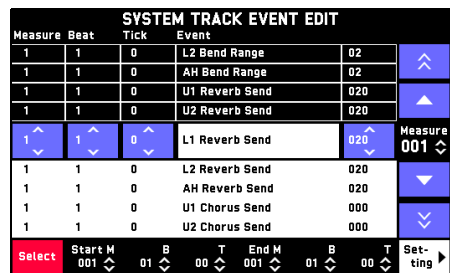 SYSTEM TRACK EVENT EDIT
Measure Beat Tick Event
1 1 0 L2 Bend Range 02
1 1 0 AH Bend Range 02
1 1 0 U1 Reverb Send 020
1 1 0 U2 Reverb Send 020
1 1 0 L1 Reverb Send 020
Measure
001
1 1 0 L2 Reverb Send 020
1 1 0 AH Reverb Send 020
1 1 0 U1 Chorus Send 000
1 1 0 U2 Chorus Send 000
Select Start M B T End M B T Set-
001 01 00 001 01 00 ting